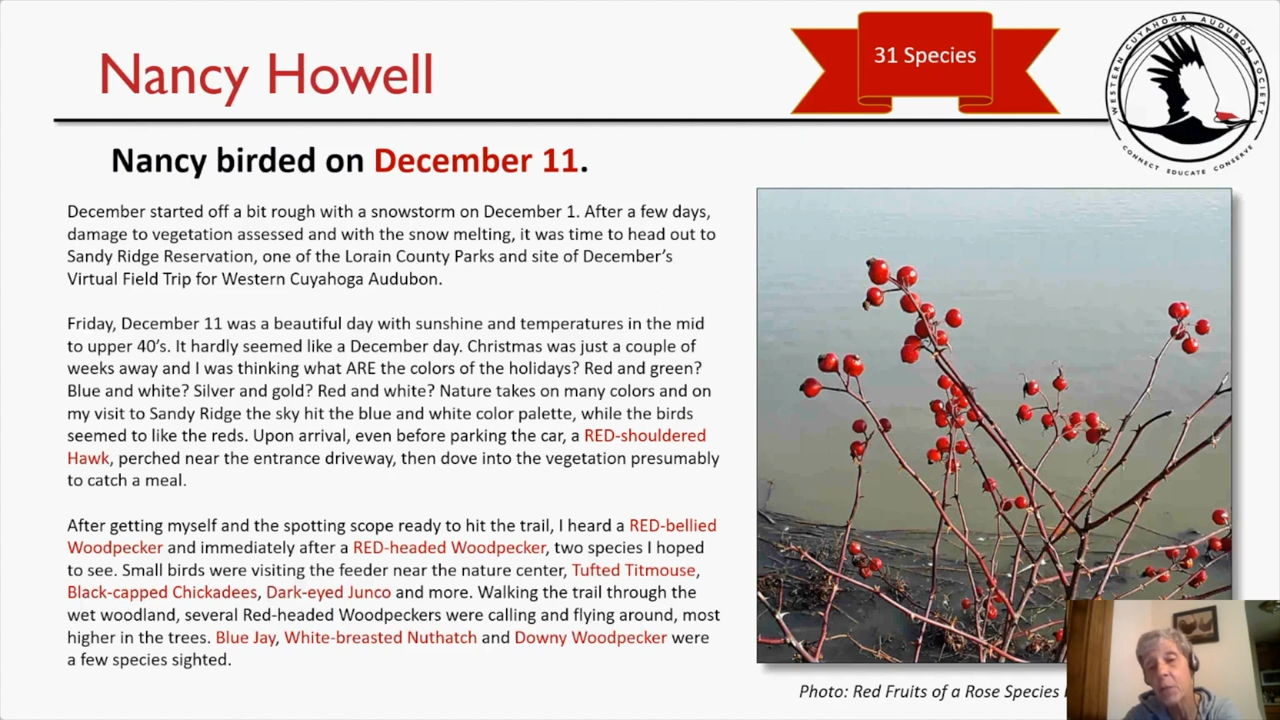 Nancy Howell
31 Species
WESTERN CUYAHOGA AUDUBON SOCIETY
CONNECT EDUCATE CONSERVE
Nancy birded on December 11.
December started off a bit rough with a snowstorm on December 1. After a few days,
damage to vegetation assessed and with the snow melting, it was time to head out to
Sandy Ridge Reservation, one of the Lorain County Parks and site of December’s
Virtual Field Trip for Western Cuyahoga Audubon.
Friday, December 11 was a beautiful day with sunshine and temperatures in the mid
to upper 40’s. It hardly seemed like a December day. Christmas was just a couple of
weeks away and I was thinking what ARE the colors of the holidays? Red and green?
Blue and white? Silver and gold? Red and white? Nature takes on many colors and on
my visit to Sandy Ridge the sky hit the blue and white color palette, while the birds
seemed to like the reds. Upon arrival, even before parking the car, a RED-shouldered
Hawk, perched near the entrance driveway, then dove into the vegetation presumably
to catch a meal.
After getting myself and the spotting scope ready to hit the trail, I heard a RED-bellied
Woodpecker and immediately after a RED-headed Woodpecker, two species I hoped
to see. Small birds were visiting the feeder near the nature center, Tufted Titmouse,
Black-capped Chickadees, Dark-eyed Junco and more. Walking the trail through the
wet woodland, several Red-headed Woodpeckers were calling and flying around, most
higher in the trees. Blue Jay, White-breasted Nuthatch and Downy Woodpecker were
a few species sighted.
Photo: Red Fruits of a Rose Species